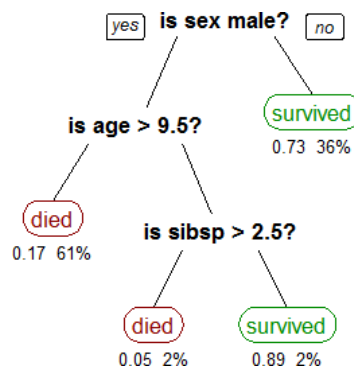 yes is sex male? no
is age > 9.5?
survived
0.73 36%
died
0.17 61%
is sibsp > 2.5?
died survived
0.05 2% 0.89 2%